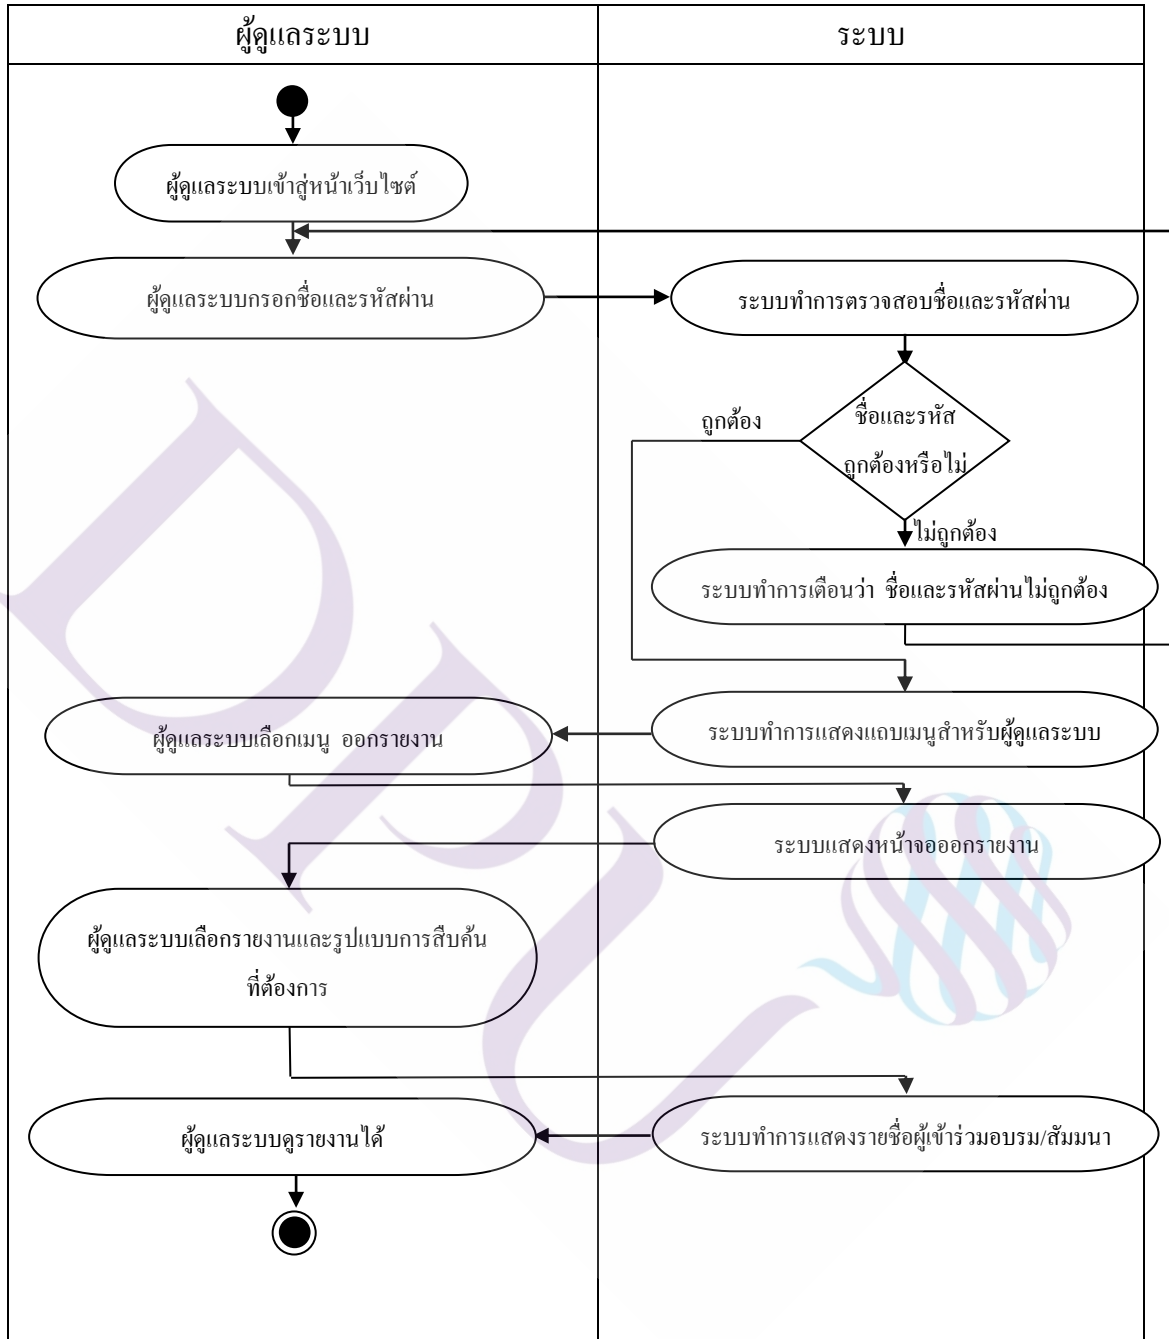 ผู้ดูแลระบบ
ระบบ
ผู้ดูแลระบบเข้าสู่หน้าเว็บไซต์
ผู้ดูแลระบบกรอกชื่อและรหัสผ่าน
ระบบทำการตรวจสอบชื่อและรหัสผ่าน
ชื่อและรหัส
ถูกต้องหรือไม่
ถูกต้อง
ไม่ถูกต้อง
ระบบทำการเตือนว่า ชื่อและรหัสผ่านไม่ถูกต้อง
ระบบทำการแสดงแถบเมนูสำหรับผู้ดูแลระบบ
ผู้ดูแลระบบเลือกเมนู ออกรายงาน
ระบบแสดงหน้าจอออกรายงาน
ผู้ดูแลระบบเลือกรายงานและรูปแบบการสืบค้น
ที่ต้องการ
ระบบทำการแสดงรายชื่อผู้เข้าร่วมอบรม/สัมมนา
ผู้ดูแลระบบดูรายงานได้
DPU